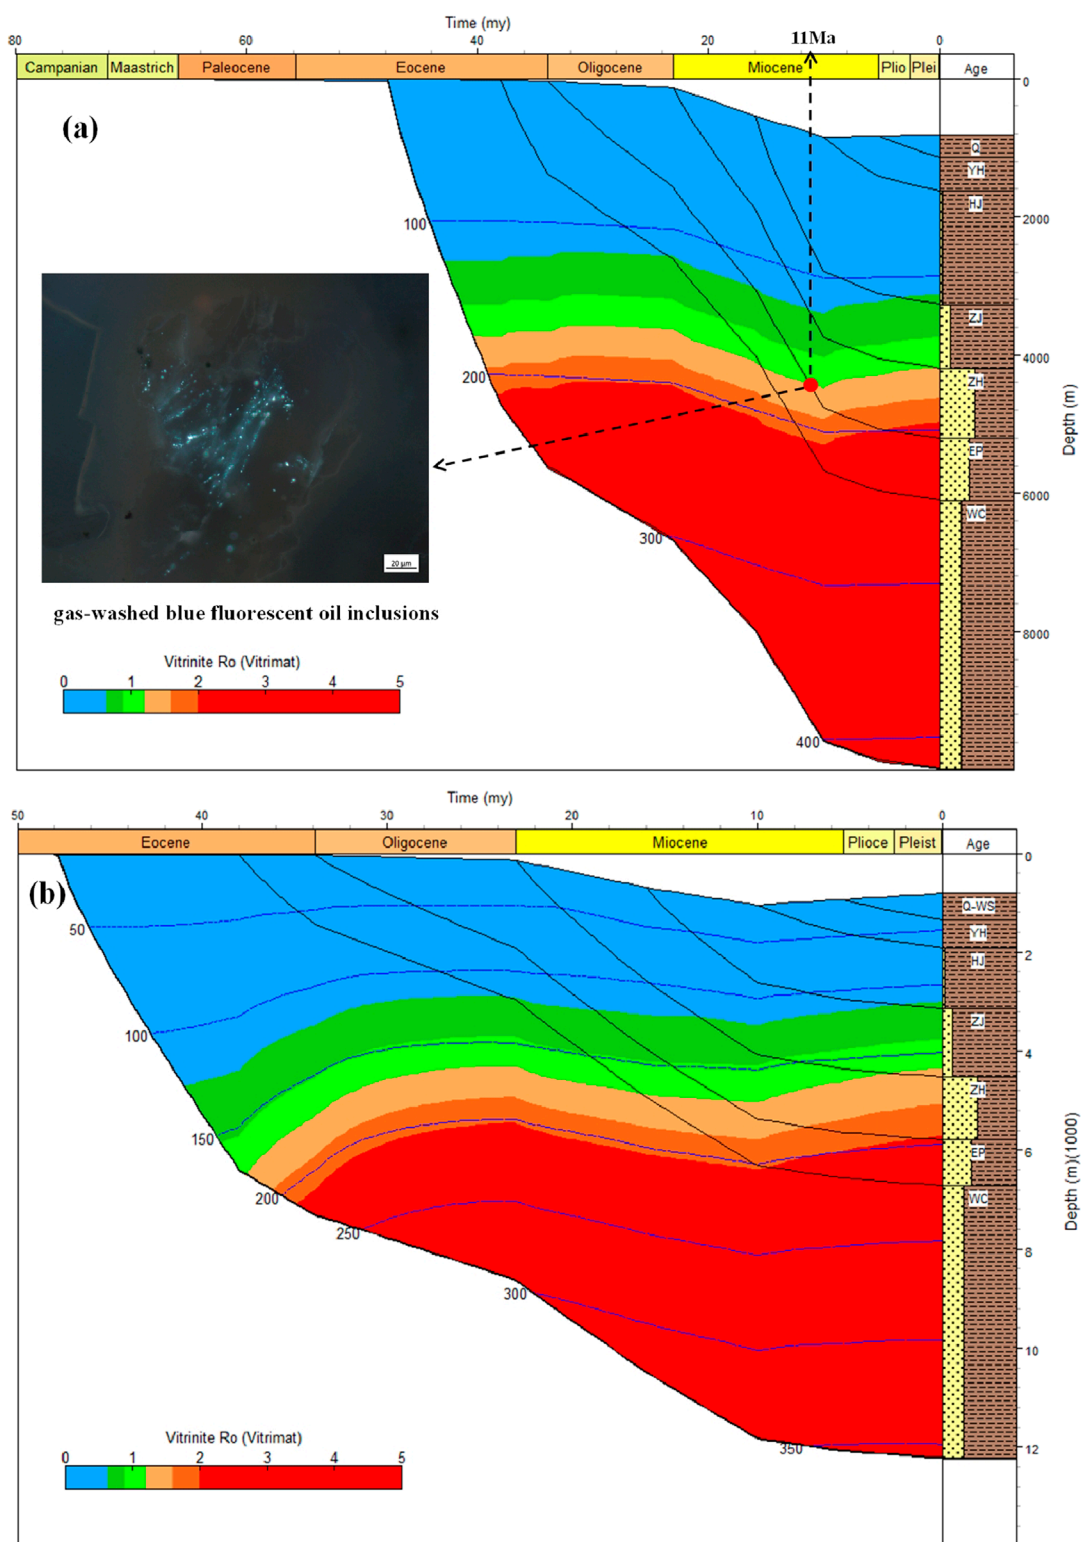 Time (my)
80 60 40 20 11Ma 0
Campanian Maastrich Paleocene Eocene Oligocene Miocene Plio Plei Age
(a)
0
Q
YH
HJ
100
2000
ZJ
4000
200
ZH
Depth (m)
EP
6000
WC
300
20 μm
gas-washed blue fluorescent oil inclusions
8000
Vitrinite Ro (Vitrimat)
0 1 2 3 4 5
400
Time (my)
50 40 30 20 10 0
Eocene Oligocene Miocene Plioce Pleist Age
(b)
0
Q-WS
50
YH
2
HJ
100
ZJ
4
ZH
150
EP
6
200
WC
Depth (m)(1000)
250
8
300
10
Vitrinite Ro (Vitrimat)
350
12
0 1 2 3 4 5